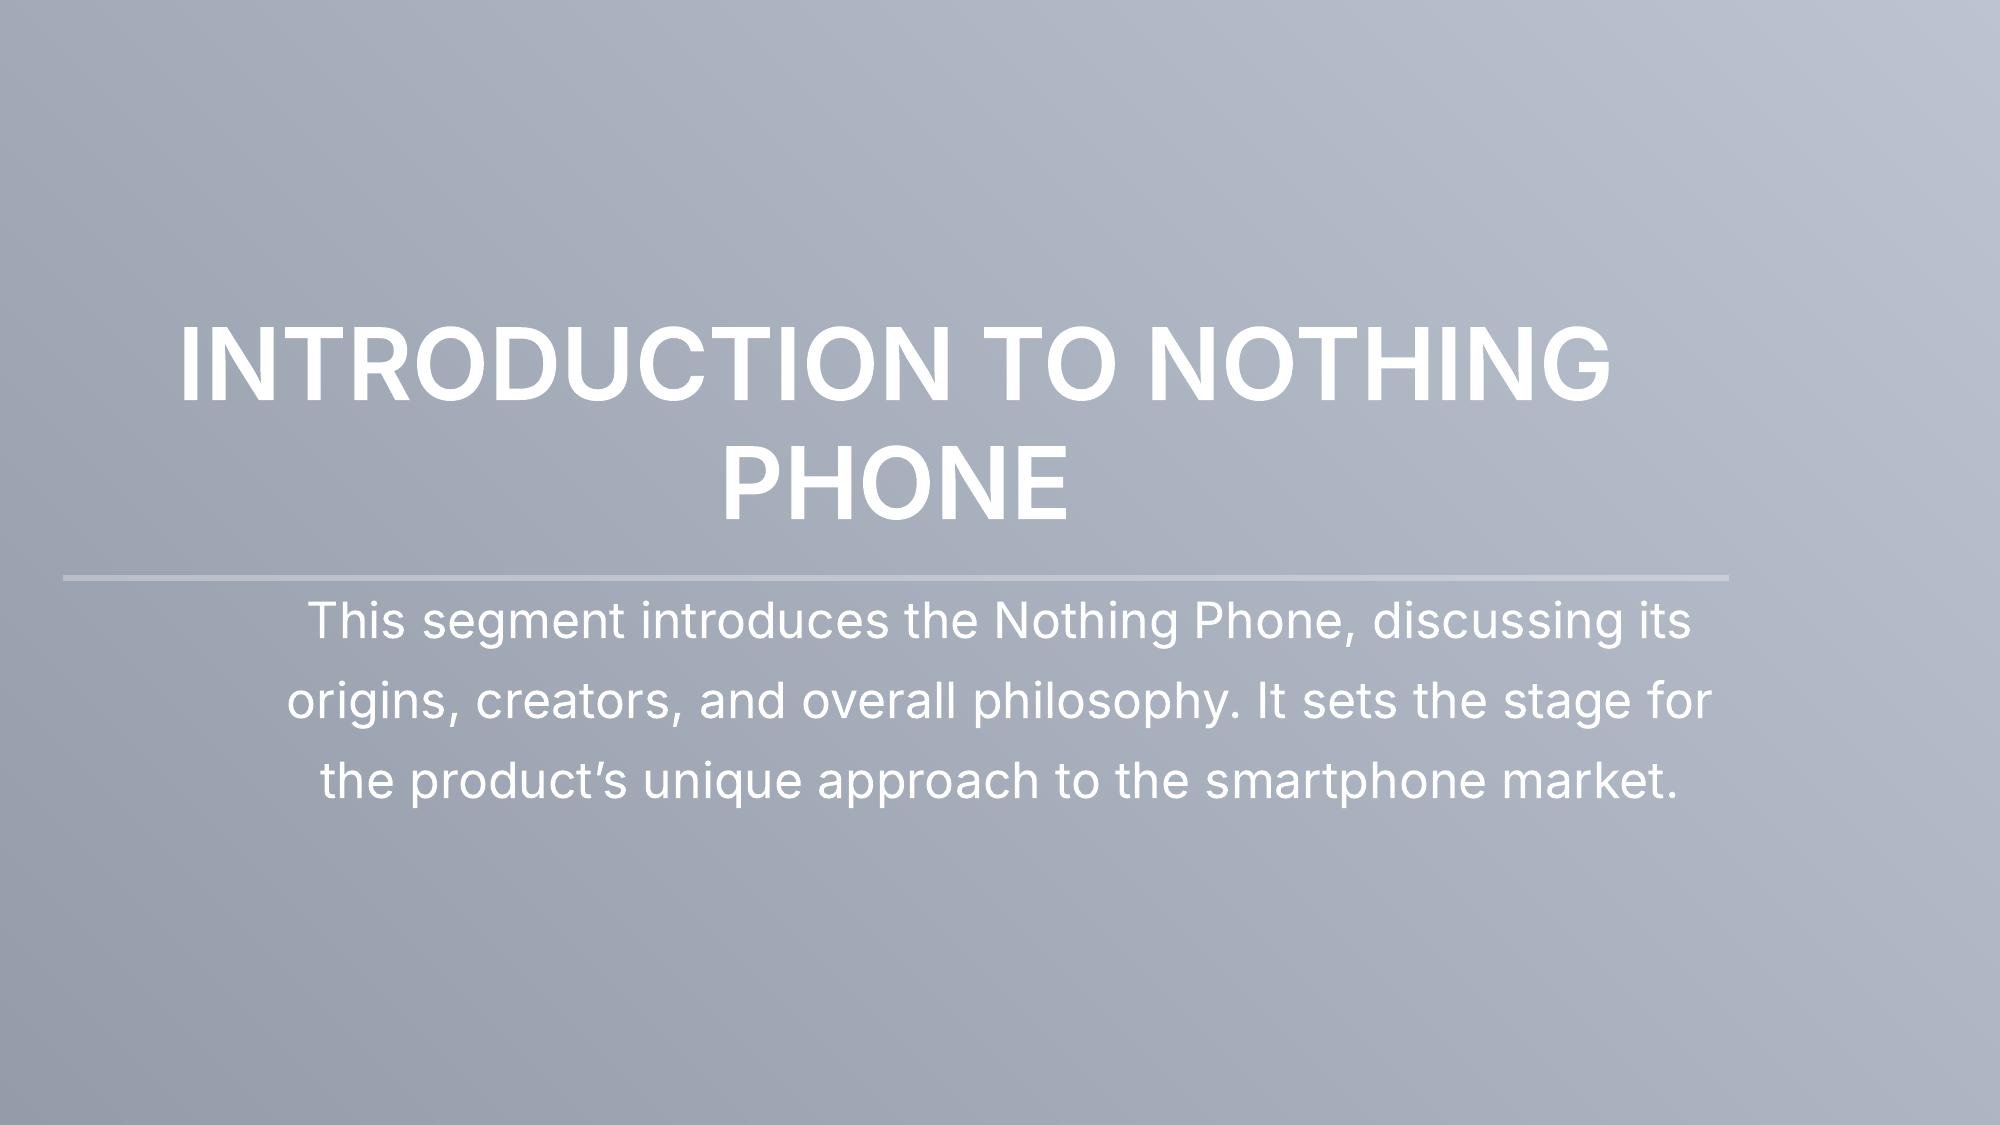 INTRODUCTION TO NOTHING
PHONE
This segment introduces the Nothing Phone, discussing its
origins, creators, and overall philosophy. It sets the stage for
the product’s unique approach to the smartphone market.